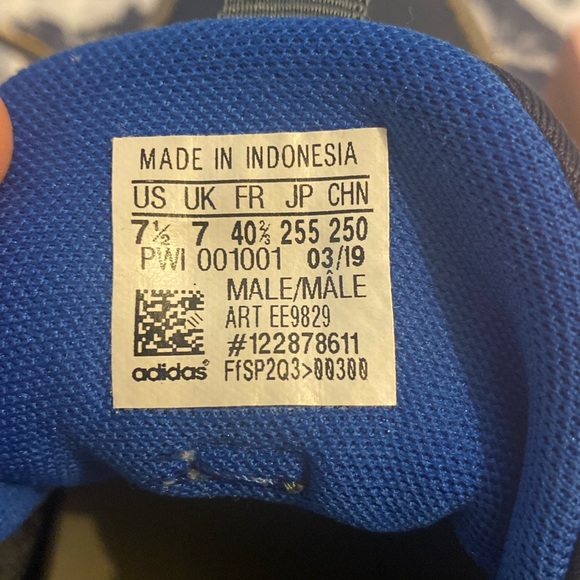 MADE IN INDONESIA
US UK FR JP CHN
7½ 7 40⅔ 255 250
PWI 001001 03/19
MALE/MÂLE
ART EE9829
#122878611
adidas FfSP2Q3>00300